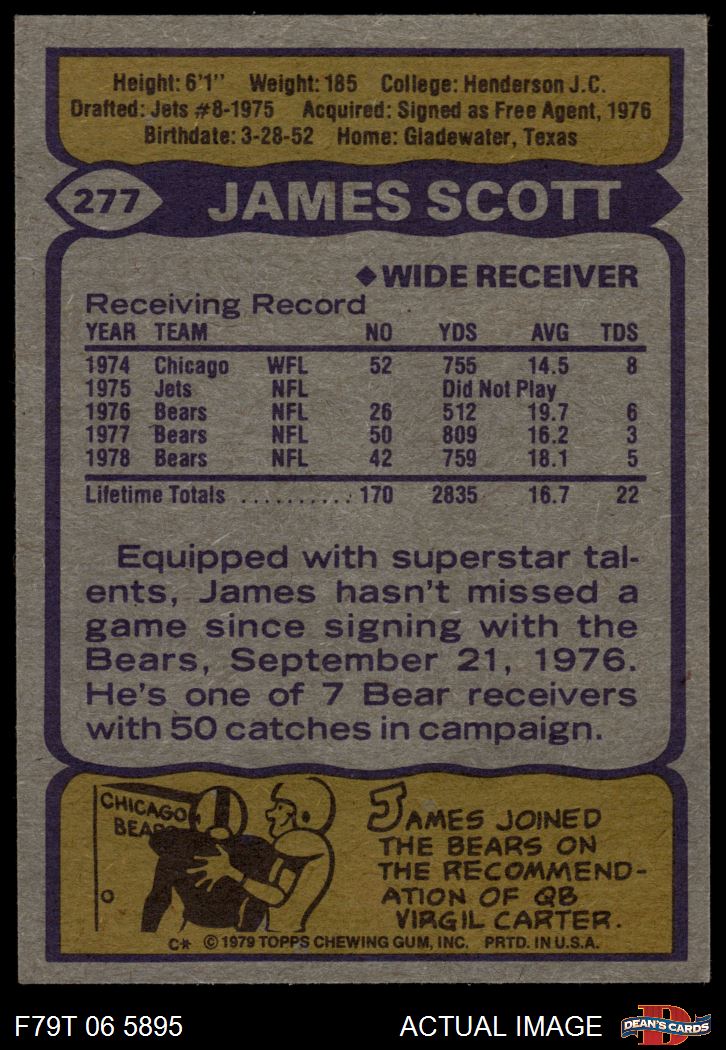 Height: 6'1" Weight: 185 College: Henderson J.C.
Drafted: Jets #8-1975 Acquired: Signed as Free Agent, 1976
Birthdate: 3-28-52 Home: Gladewater, Texas
277 JAMES SCOTT
◆WIDE RECEIVER
Receiving Record
YEAR TEAM NO YDS AVG TDS
1974 Chicago WFL 52 755 14.5 8
1975 Jets NFL Did Not Play
1976 Bears NFL 26 512 19.7 6
1977 Bears NFL 50 809 16.2 3
1978 Bears NFL 42 759 18.1 5
Lifetime Totals .......... 170 2835 16.7 22
Equipped with superstar tal-
ents, James hasn't missed a
game since signing with the
Bears, September 21, 1976.
He's one of 7 Bear receivers
with 50 catches in campaign.
CHICAGO
BEARS
JAMES JOINED
THE BEARS ON
THE RECOMMEND-
ATION OF QB
VIRGIL CARTER.
C* © 1979 TOPPS CHEWING GUM, INC. PRTD. IN U.S.A.
F79T 06 5895 ACTUAL IMAGE
D
DEAN'S CARDS